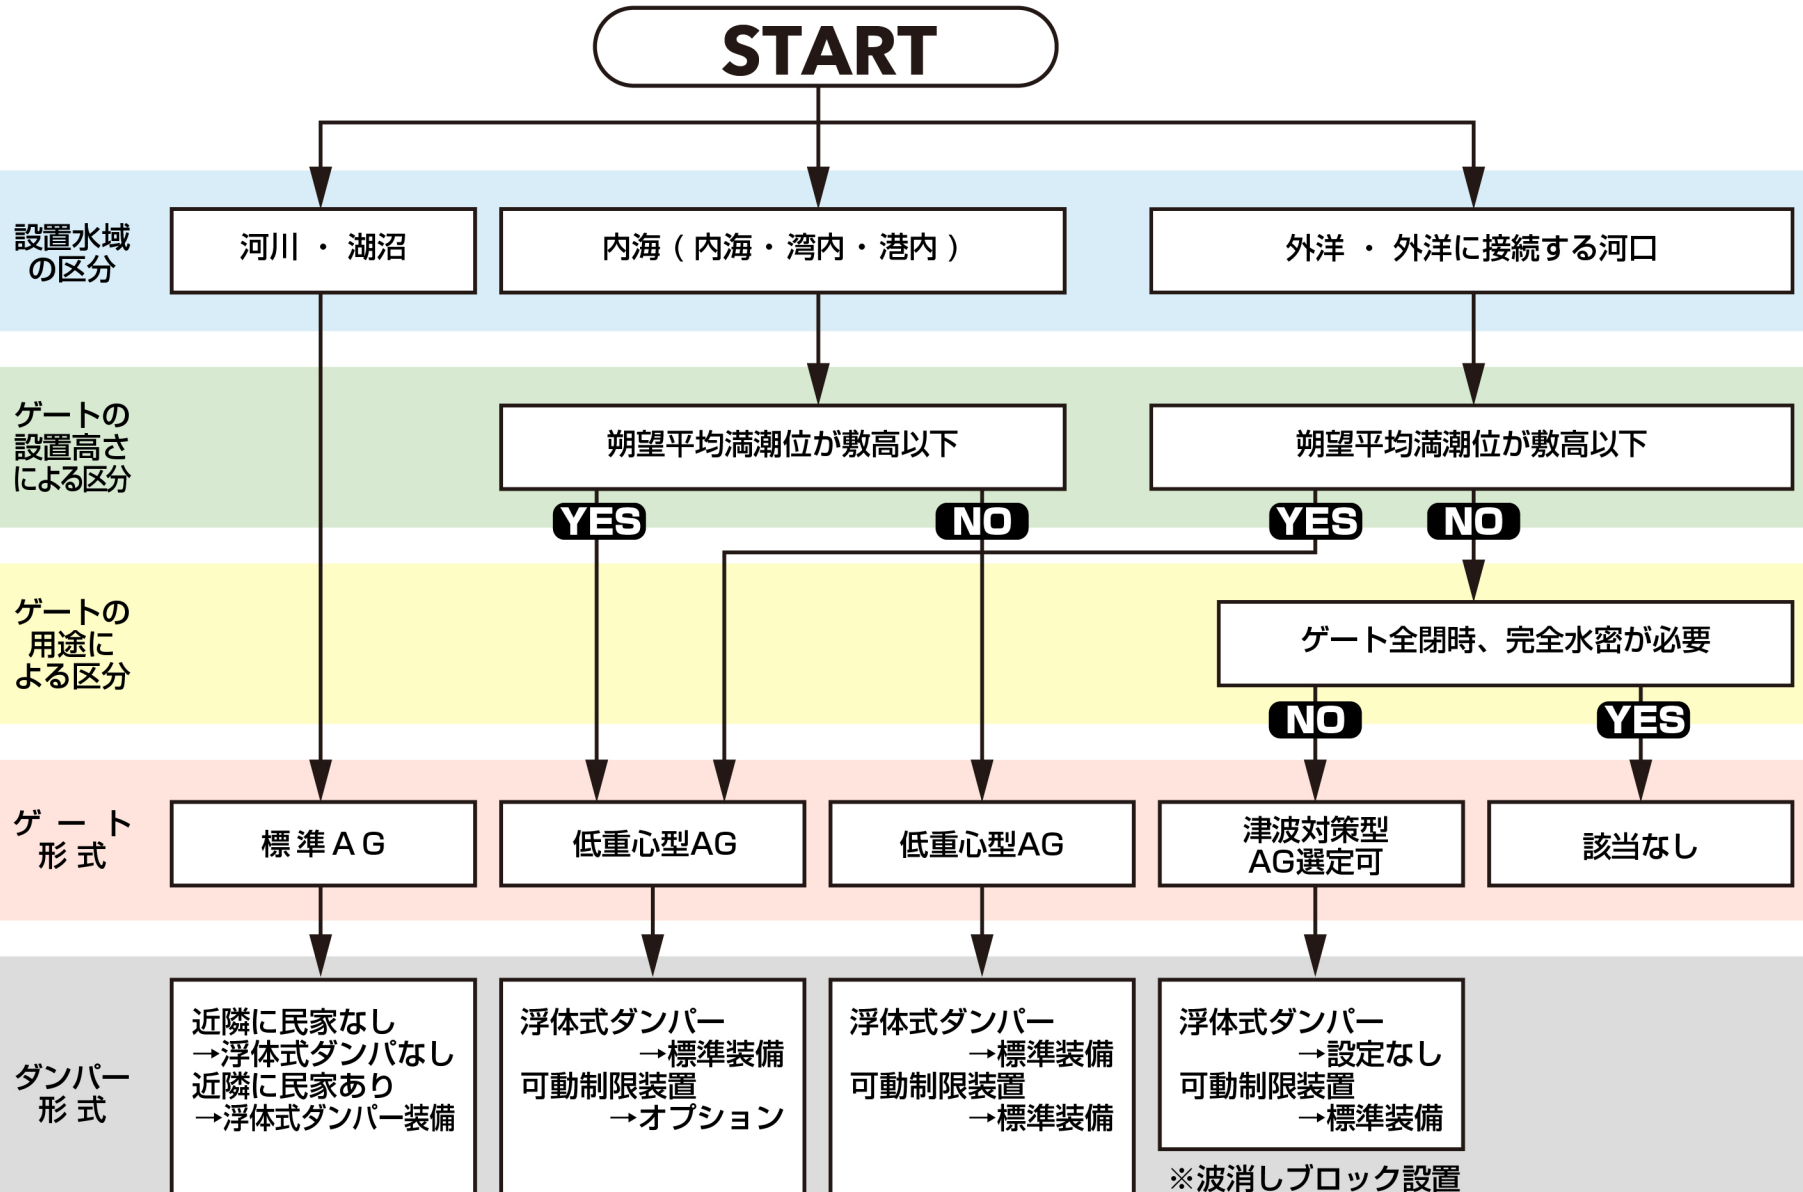 START
設置水域
の区分
河川 ・ 湖沼
内海 ( 内海・湾内・港内 )
外洋 ・ 外洋に接続する河口
ゲートの
設置高さ
による区分
朔望平均満潮位が敷高以下
朔望平均満潮位が敷高以下
YES
NO
YES
NO
ゲートの
用途に
よる区分
ゲート全閉時、完全水密が必要
NO
YES
ゲート
形 式
標 準 A G
低重心型AG
低重心型AG
津波対策型
AG選定可
該当なし
ダンパー
形 式
近隣に民家なし
→浮体式ダンパなし
近隣に民家あり
→浮体式ダンパー装備
浮体式ダンパー
→標準装備
可動制限装置
→オプション
浮体式ダンパー
→標準装備
可動制限装置
→標準装備
浮体式ダンパー
→設定なし
可動制限装置
→標準装備
※波消しブロック設置